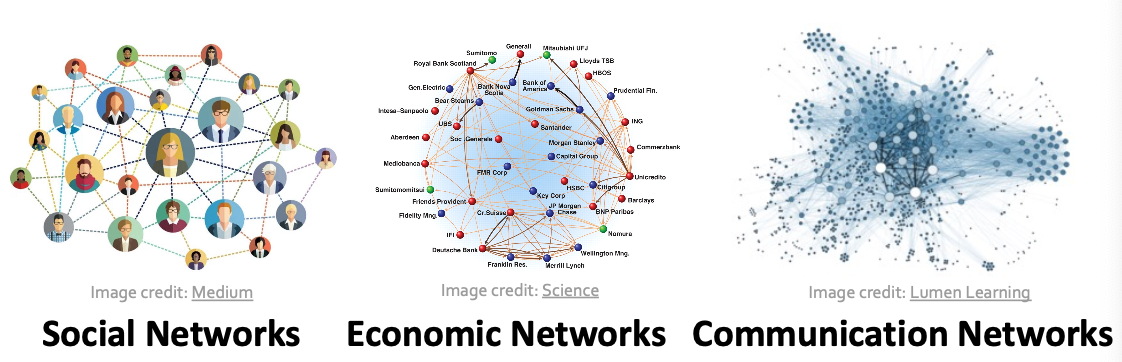 Sumitomo
Generali
Mitsubishi UFJ
Royal Bank Scotland
Lloyds TSB
HBOS
Gen.Electric
Bank Nova
Scotia
Bank of
America
Prudential Fin.
Bear Stearns
Goldman Sachs
Intesa-Sanpaolo
UBS
Santander
ING
Aberdeen
Soc. Generale
Morgan Stanley
Commerzbank
Capital Group
Mediobanca
FMR Corp
Unicredito
Sumitomomitsui
HSBC
Citigroup
Key Corp
Friends Provident
Barclays
Fidelity Mng.
Cr.Suisse
JP Morgan
Chase
BNP Paribas
IFI
Nomura
Deutsche Bank
Wellington Mng.
Franklin Res.
Merrill Lynch
Image credit: Medium
Image credit: Science
Image credit: Lumen Learning
Social Networks
Economic Networks
Communication Networks